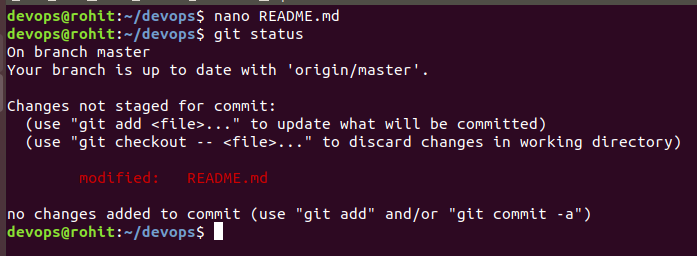 devops@rohit:~/devops$ nano README.md
devops@rohit:~/devops$ git status
On branch master
Your branch is up to date with 'origin/master'.
Changes not staged for commit:
(use "git add <file>..." to update what will be committed)
(use "git checkout -- <file>..." to discard changes in working directory)
modified: README.md
no changes added to commit (use "git add" and/or "git commit -a")
devops@rohit:~/devops$